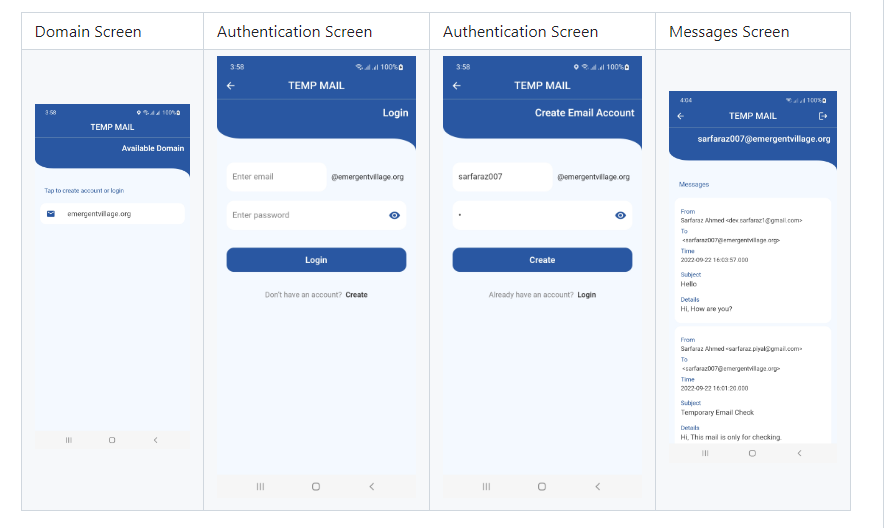 Domain Screen
Authentication Screen
Authentication Screen
Messages Screen
3:58
100%
TEMP MAIL
Available Domain
Tap to create account or login
emergentvillage.org
3:58
100%
TEMP MAIL
Login
Enter email
@emergentvillage.org
Enter password
Login
Don't have an account? Create
3:58
100%
TEMP MAIL
Create Email Account
sarfaraz007
@emergentvillage.org
Create
Already have an account? Login
4:04
100%
TEMP MAIL
sarfaraz007@emergentvillage.org
Messages
From
Sarfaraz Ahmed <dev.sarfaraz1@gmail.com>
To
<sarfaraz007@emergentvillage.org>
Time
2022-09-22 16:03:57.000
Subject
Hello
Details
Hi, How are you?
From
Sarfaraz Ahmed <sarfaraz.piyal@gmail.com>
To
<sarfaraz007@emergentvillage.org>
Time
2022-09-22 16:01:20.000
Subject
Temporary Email Check
Details
Hi, This mail is only for checking.